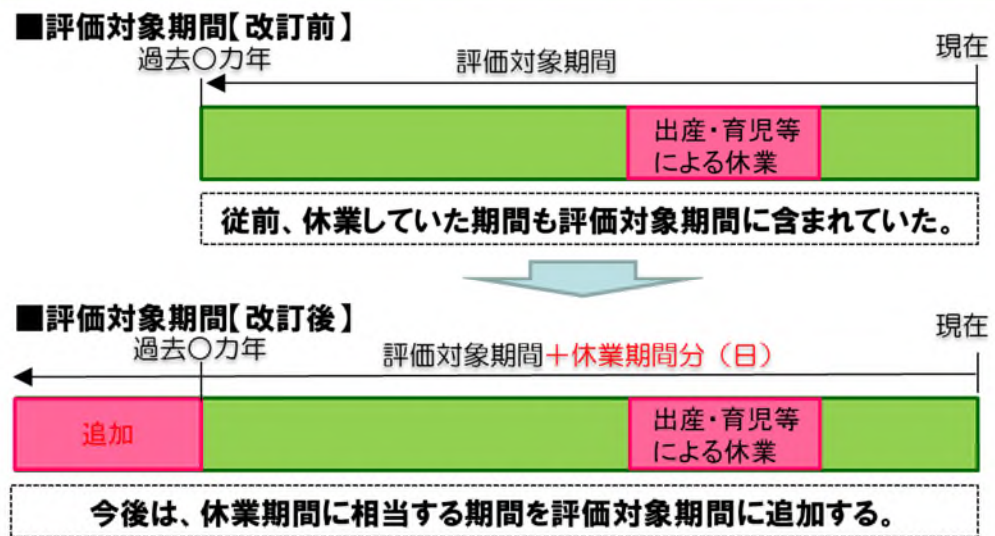 ■評価対象期間【改訂前】
過去〇カ年
評価対象期間
現在
出産・育児等
による休業
従前、休業していた期間も評価対象期間に含まれていた。
■評価対象期間【改訂後】
過去〇カ年
評価対象期間＋休業期間分（日）
現在
追加
出産・育児等
による休業
今後は、休業期間に相当する期間を評価対象期間に追加する。